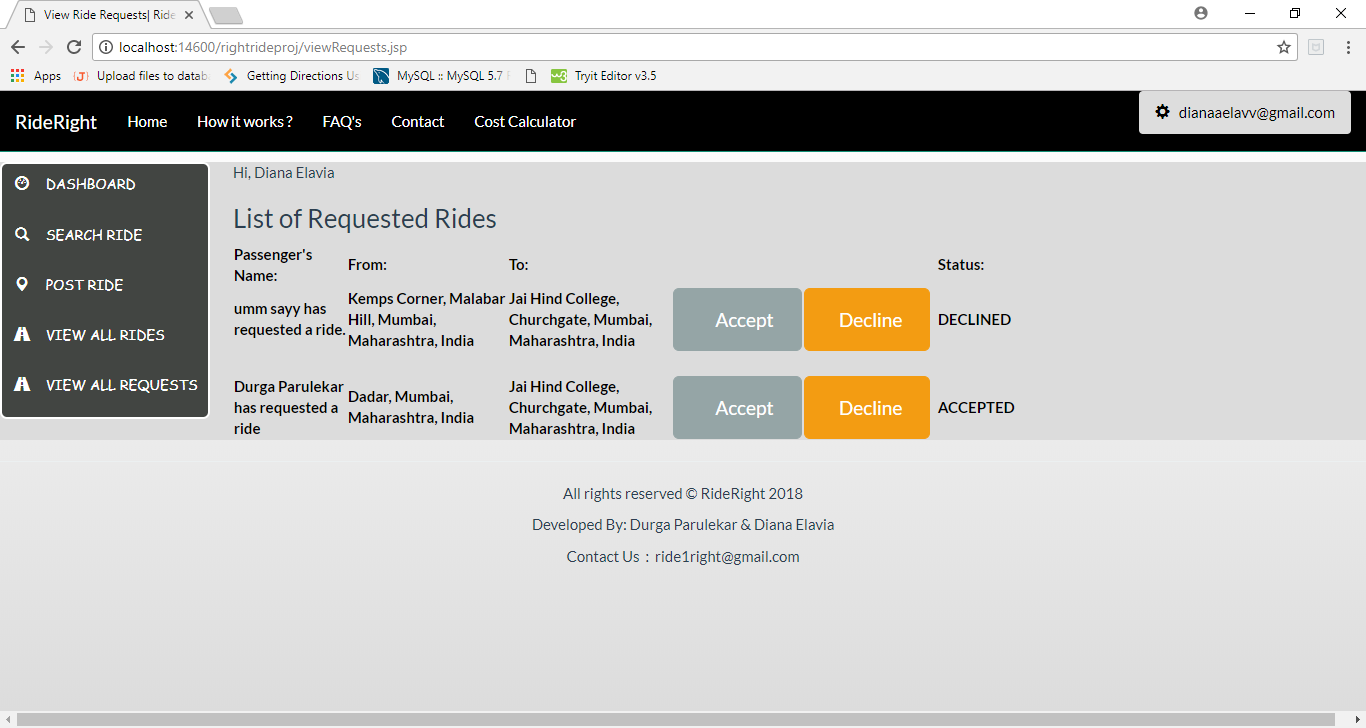 View Ride Requests| Ride
localhost:14600/rightrideproj/viewRequests.jsp
Apps Upload files to datab Getting Directions Us MySQL :: MySQL 5.7 Tryit Editor v3.5
RideRight Home How it works ? FAQ's Contact Cost Calculator dianaaelavv@gmail.com
DASHBOARD
SEARCH RIDE
POST RIDE
VIEW ALL RIDES
VIEW ALL REQUESTS
Hi, Diana Elavia
List of Requested Rides
Passenger's
Name:
From:
To:
Status:
umm sayy has
requested a ride.
Kemps Corner, Malabar
Hill, Mumbai,
Maharashtra, India
Jai Hind College,
Churchgate, Mumbai,
Maharashtra, India
Accept
Decline
DECLINED
Durga Parulekar
has requested a
ride
Dadar, Mumbai,
Maharashtra, India
Jai Hind College,
Churchgate, Mumbai,
Maharashtra, India
Accept
Decline
ACCEPTED
All rights reserved © RideRight 2018
Developed By: Durga Parulekar & Diana Elavia
Contact Us : ride1right@gmail.com